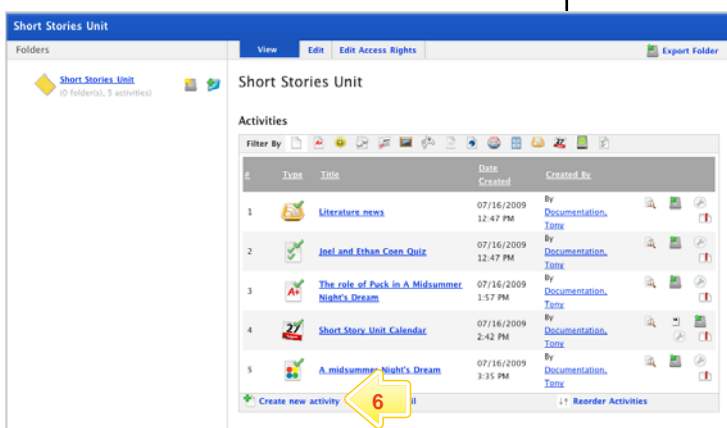 Short Stories Unit
Folders
View Edit Edit Access Rights Export Folder
Short Stories Unit
(0 folder(s), 5 activities)
Short Stories Unit
Activities
Filter By
# Type Title Date Created Created By
1 Literature news 07/16/2009 12:47 PM By Documentation, Tony
2 Joel and Ethan Coen Quiz 07/16/2009 12:47 PM By Documentation, Tony
3 A+ The role of Puck in A Midsummer Night's Dream 07/16/2009 1:57 PM By Documentation, Tony
4 27 Short Story Unit Calendar 07/16/2009 2:42 PM By Documentation, Tony
5 A midsummer Night's Dream 07/16/2009 3:35 PM By Documentation, Tony
Create new activity 6 Reorder Activities